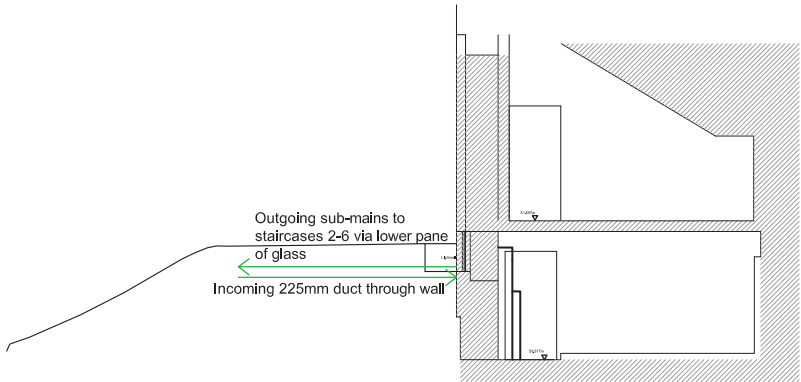 Outgoing sub-mains to
staircases 2-6 via lower pane
of glass
Incoming 225mm duct through wall